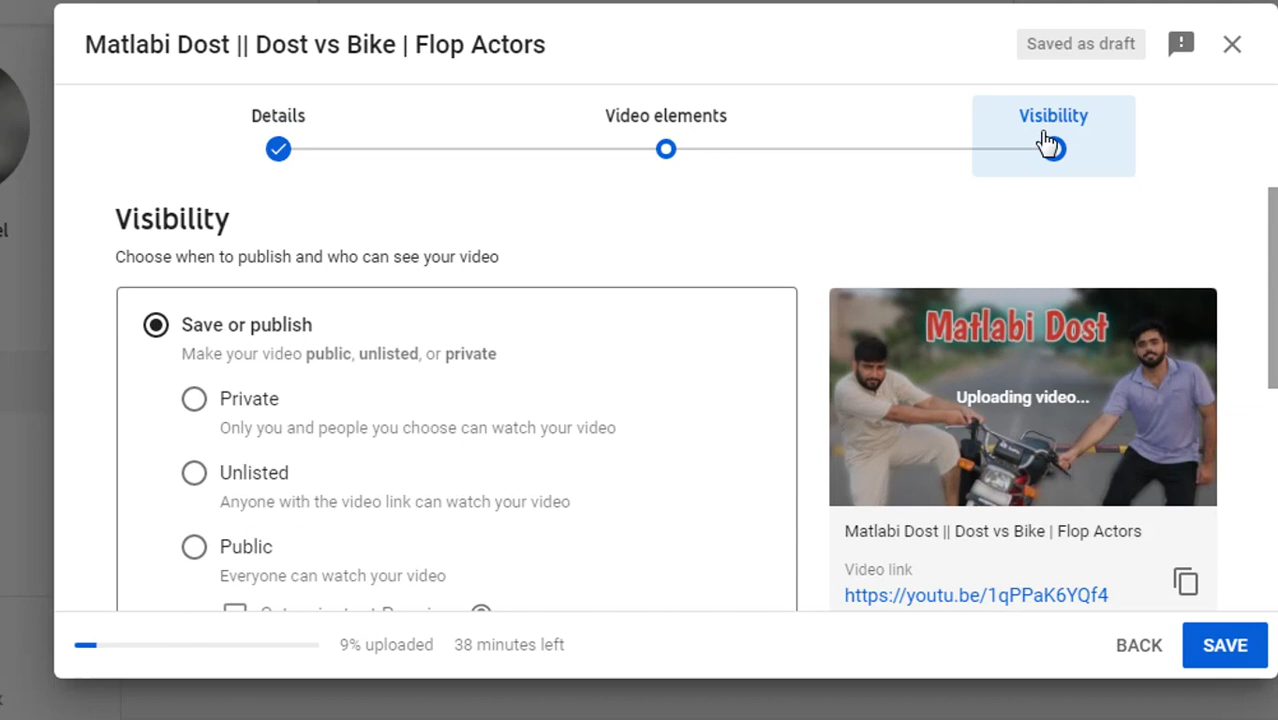 Matlabi Dost || Dost vs Bike | Flop Actors
Saved as draft
Details
Video elements
Visibility
Visibility
Choose when to publish and who can see your video
Save or publish
Make your video public, unlisted, or private
Private
Only you and people you choose can watch your video
Unlisted
Anyone with the video link can watch your video
Public
Everyone can watch your video
Matlabi Dost
Uploading video...
Matlabi Dost || Dost vs Bike | Flop Actors
Video link
https://youtu.be/1qPPaK6YQf4
9% uploaded
38 minutes left
BACK
SAVE